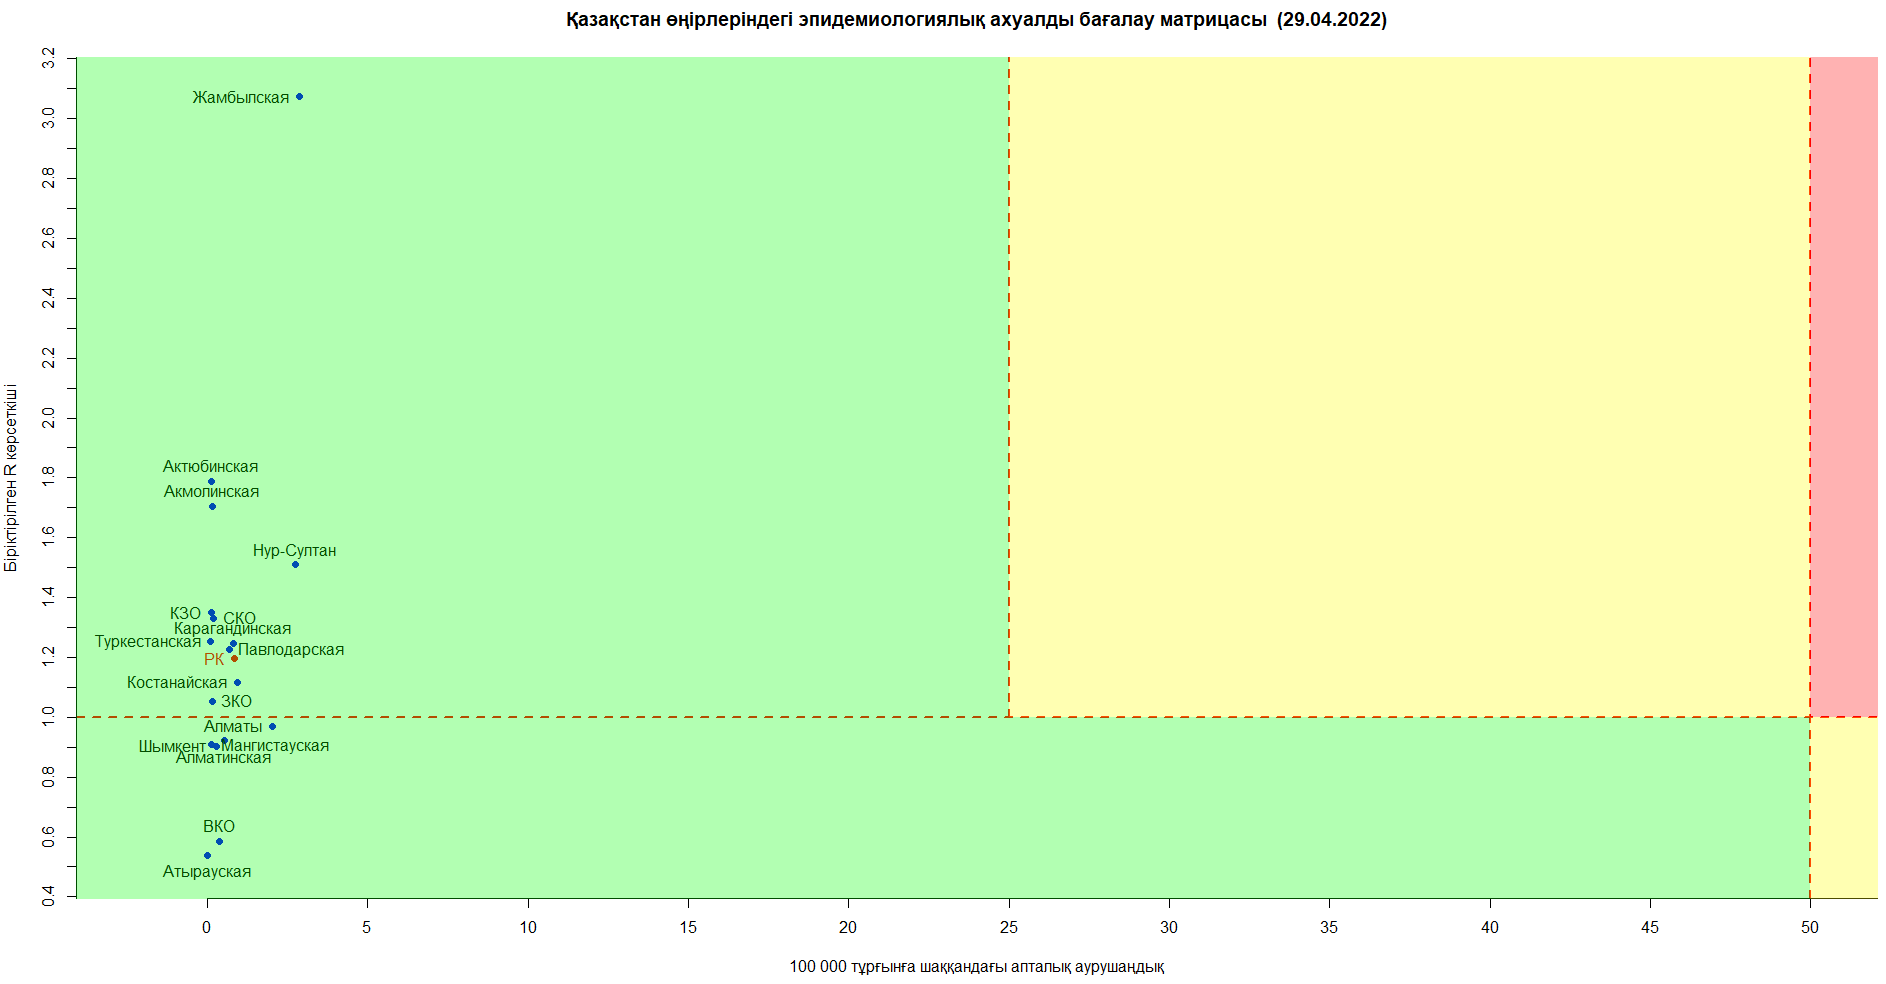 Қазақстан өңірлеріндегі эпидемиологиялық ахуалды бағалау матрицасы (29.04.2022)
3.2
3.0
2.8
2.6
2.4
2.2
2.0
1.8
1.6
1.4
1.2
1.0
0.8
0.6
0.4
Біріктірілген R көрсеткіші
Жамбылская
Актюбинская
Акмолинская
Нур-Султан
КЗО
СКО
Карагандинская
Туркестанская
Павлодарская
РК
Костанайская
ЗКО
Алматы
Шымкент
Мангистауская
Алматинская
ВКО
Атырауская
0 5 10 15 20 25 30 35 40 45 50
100 000 тұрғынға шаққандағы апталық аурушаңдық